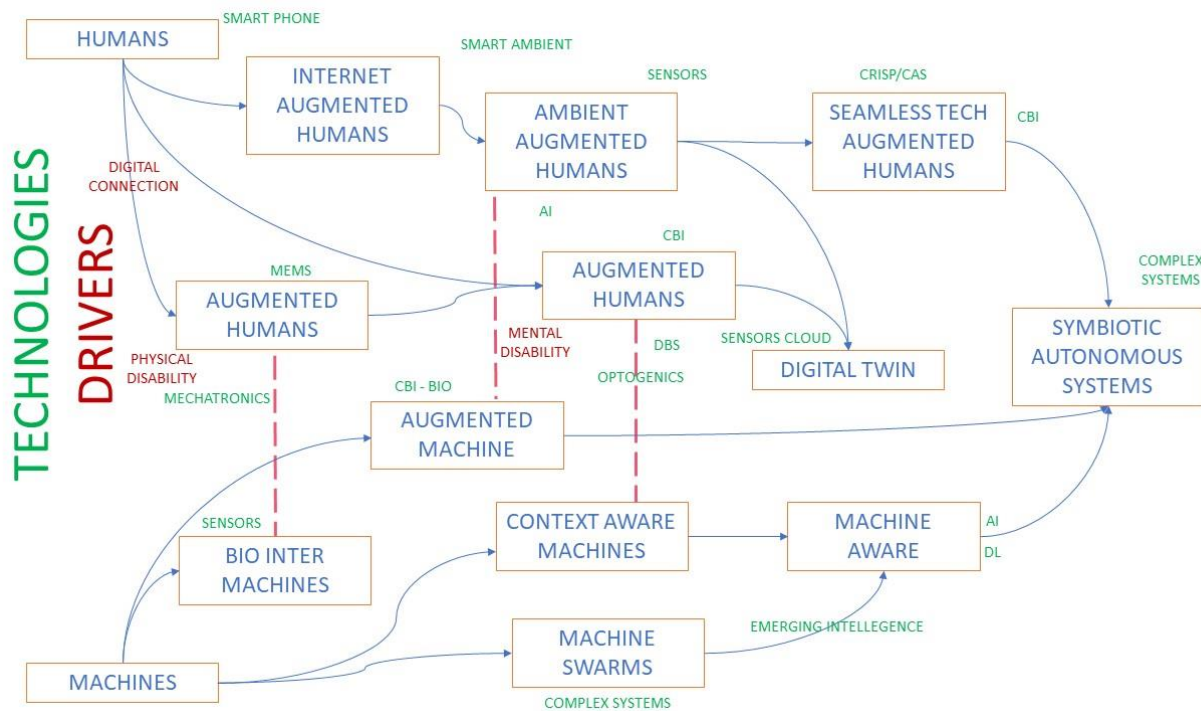 SMART PHONE
HUMANS
SMART AMBIENT
INTERNET
AUGMENTED
HUMANS
SENSORS
CRISP/CAS
AMBIENT
AUGMENTED
HUMANS
SEAMLESS TECH
AUGMENTED
HUMANS
CBI
TECHNOLOGIES
DRIVERS
DIGITAL
CONNECTION
AI
CBI
MEMS
AUGMENTED
HUMANS
AUGMENTED
HUMANS
COMPLEX
SYSTEMS
SYMBIOTIC
AUTONOMOUS
SYSTEMS
PHYSICAL
DISABILITY
MECHATRONICS
MENTAL
DISABILITY
DBS
OPTOGENICS
SENSORS CLOUD
DIGITAL TWIN
CBI - BIO
AUGMENTED
MACHINE
SENSORS
BIO INTER
MACHINES
CONTEXT AWARE
MACHINES
MACHINE
AWARE
AI
DL
EMERGING INTELLEGENCE
MACHINES
MACHINE
SWARMS
COMPLEX SYSTEMS